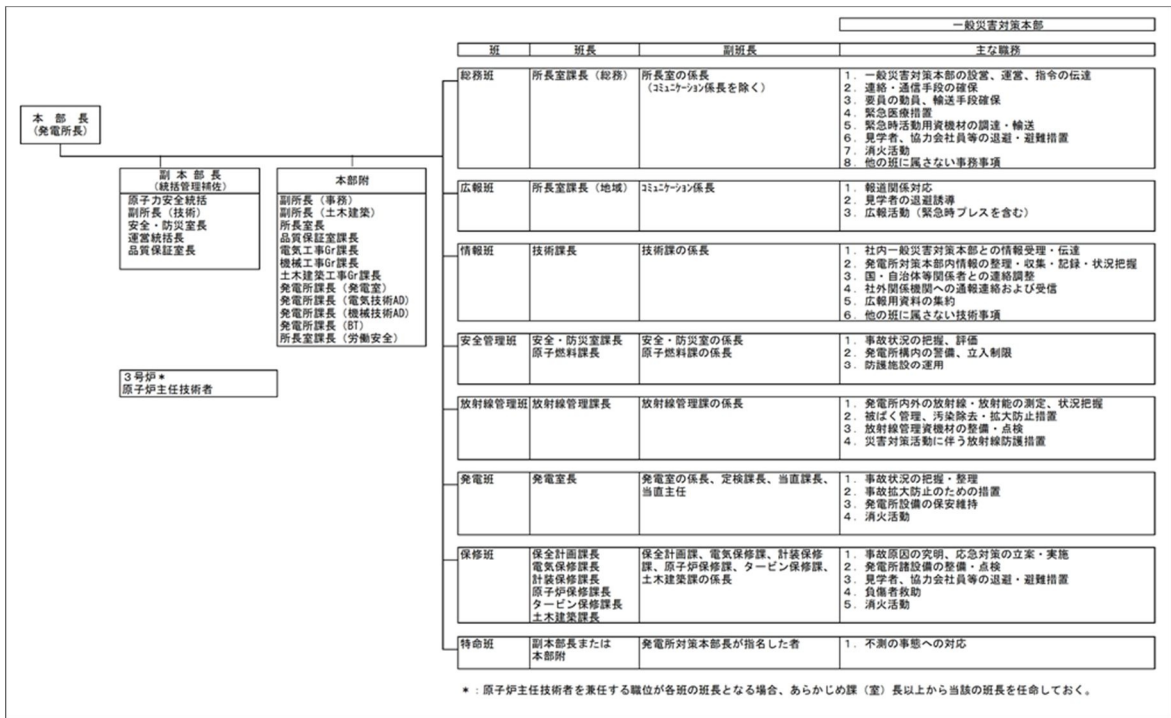 一般災害対策本部
班 班長 副班長 主な職務
本部長
(発電所長)
副本部長
(統括管理補佐)
原子力安全統括
副所長(技術)
安全・防災室長
運営統括長
品質保証室長
本部附
副所長(事務)
副所長(土木建築)
所長室長
品質保証室課長
電気工事Gr課長
機械工事Gr課長
土木建築工事Gr課長
発電所課長(発電室)
発電所課長(電気技術AD)
発電所課長(機械技術AD)
発電所課長(BT)
所長室課長(労働安全)
3号炉*
原子炉主任技術者
総務班 所長室課長(総務) 所長室の係長
(コミュニケーション係長を除く)
1.一般災害対策本部の設営、運営、指令の伝達
2.連絡・通信手段の確保
3.要員の動員、輸送手段確保
4.緊急医療措置
5.緊急時活動用資機材の調達・輸送
6.見学者、協力会社員等の退避・避難措置
7.消火活動
8.他の班に属さない事務事項
広報班 所長室課長(地域) コミュニケーション係長
1.報道関係対応
2.見学者の退避誘導
3.広報活動(緊急時プレスを含む)
情報班 技術課長 技術課の係長
1.社内一般災害対策本部との情報受理・伝達
2.発電所対策本部内情報の整理・収集・記録・状況把握
3.国・自治体等関係者との連絡調整
4.社外関係機関への通報連絡および受信
5.広報用資料の集約
6.他の班に属さない技術事項
安全管理班 安全・防災室課長 安全・防災室の係長
原子燃料課長 原子燃料課の係長
1.事故状況の把握、評価
2.発電所構内の警備、立入制限
3.防護施設の運用
放射線管理班 放射線管理課長 放射線管理課の係長
1.発電所内外の放射線・放射能の測定、状況把握
2.被ばく管理、汚染除去・拡大防止措置
3.放射線管理資機材の整備・点検
4.災害対策活動に伴う放射線防護措置
発電班 発電室長 発電室の係長、定検課長、当直課長、
当直主任
1.事故状況の把握・整理
2.事故拡大防止のための措置
3.発電所設備の保安維持
4.消火活動
保修班 保全計画課長 保全計画課、電気保修課、計装保修
電気保修課長 課、原子炉保修課、タービン保修課、
計装保修課長 土木建築課の係長
原子炉保修課長
タービン保修課長
土木建築課長
1.事故原因の究明、応急対策の立案・実施
2.発電所諸設備の整備・点検
3.見学者、協力会社員等の退避・避難措置
4.負傷者救助
5.消火活動
特命班 副本部長または 発電所対策本部長が指名した者
本部附
1.不測の事態への対応
*:原子炉主任技術者を兼任する職位が各班の班長となる場合、あらかじめ課(室)長以上から当該の班長を任命しておく。